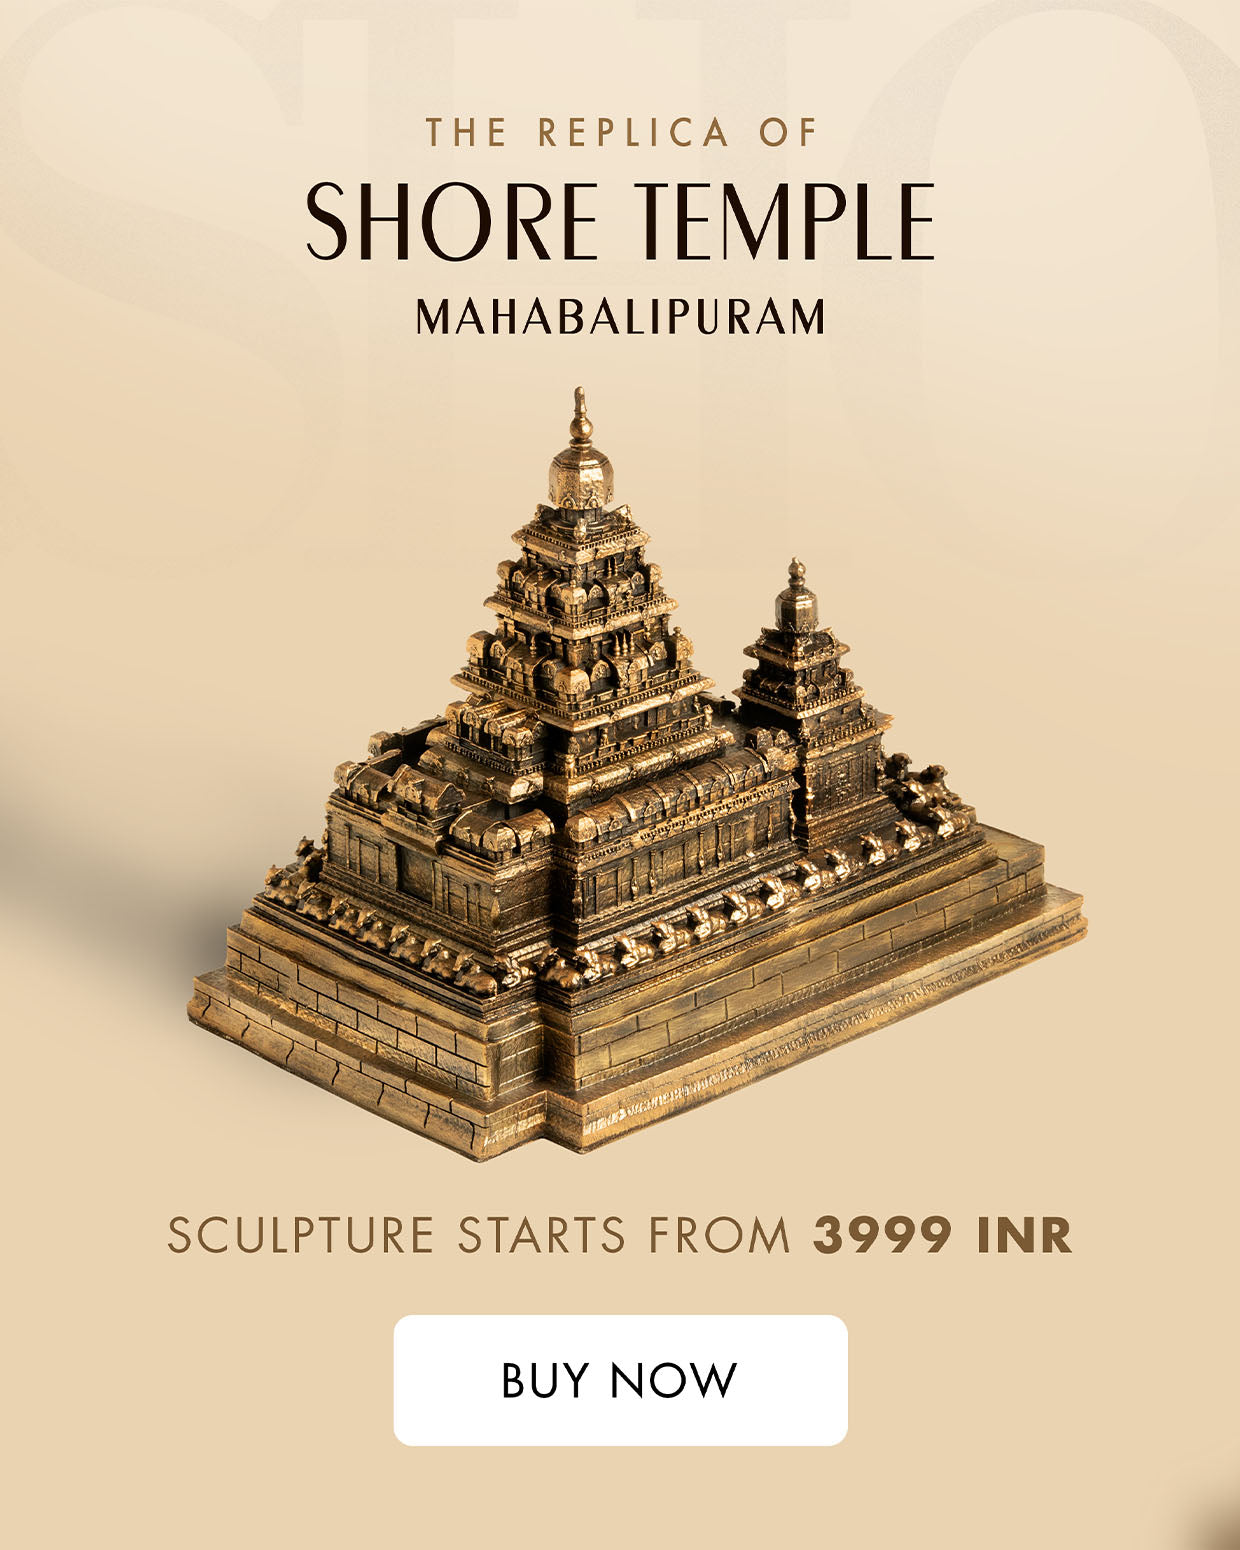 THE REPLICA OF
SHORE TEMPLE
MAHABALIPURAM
SCULPTURE STARTS FROM 3999 INR
BUY NOW